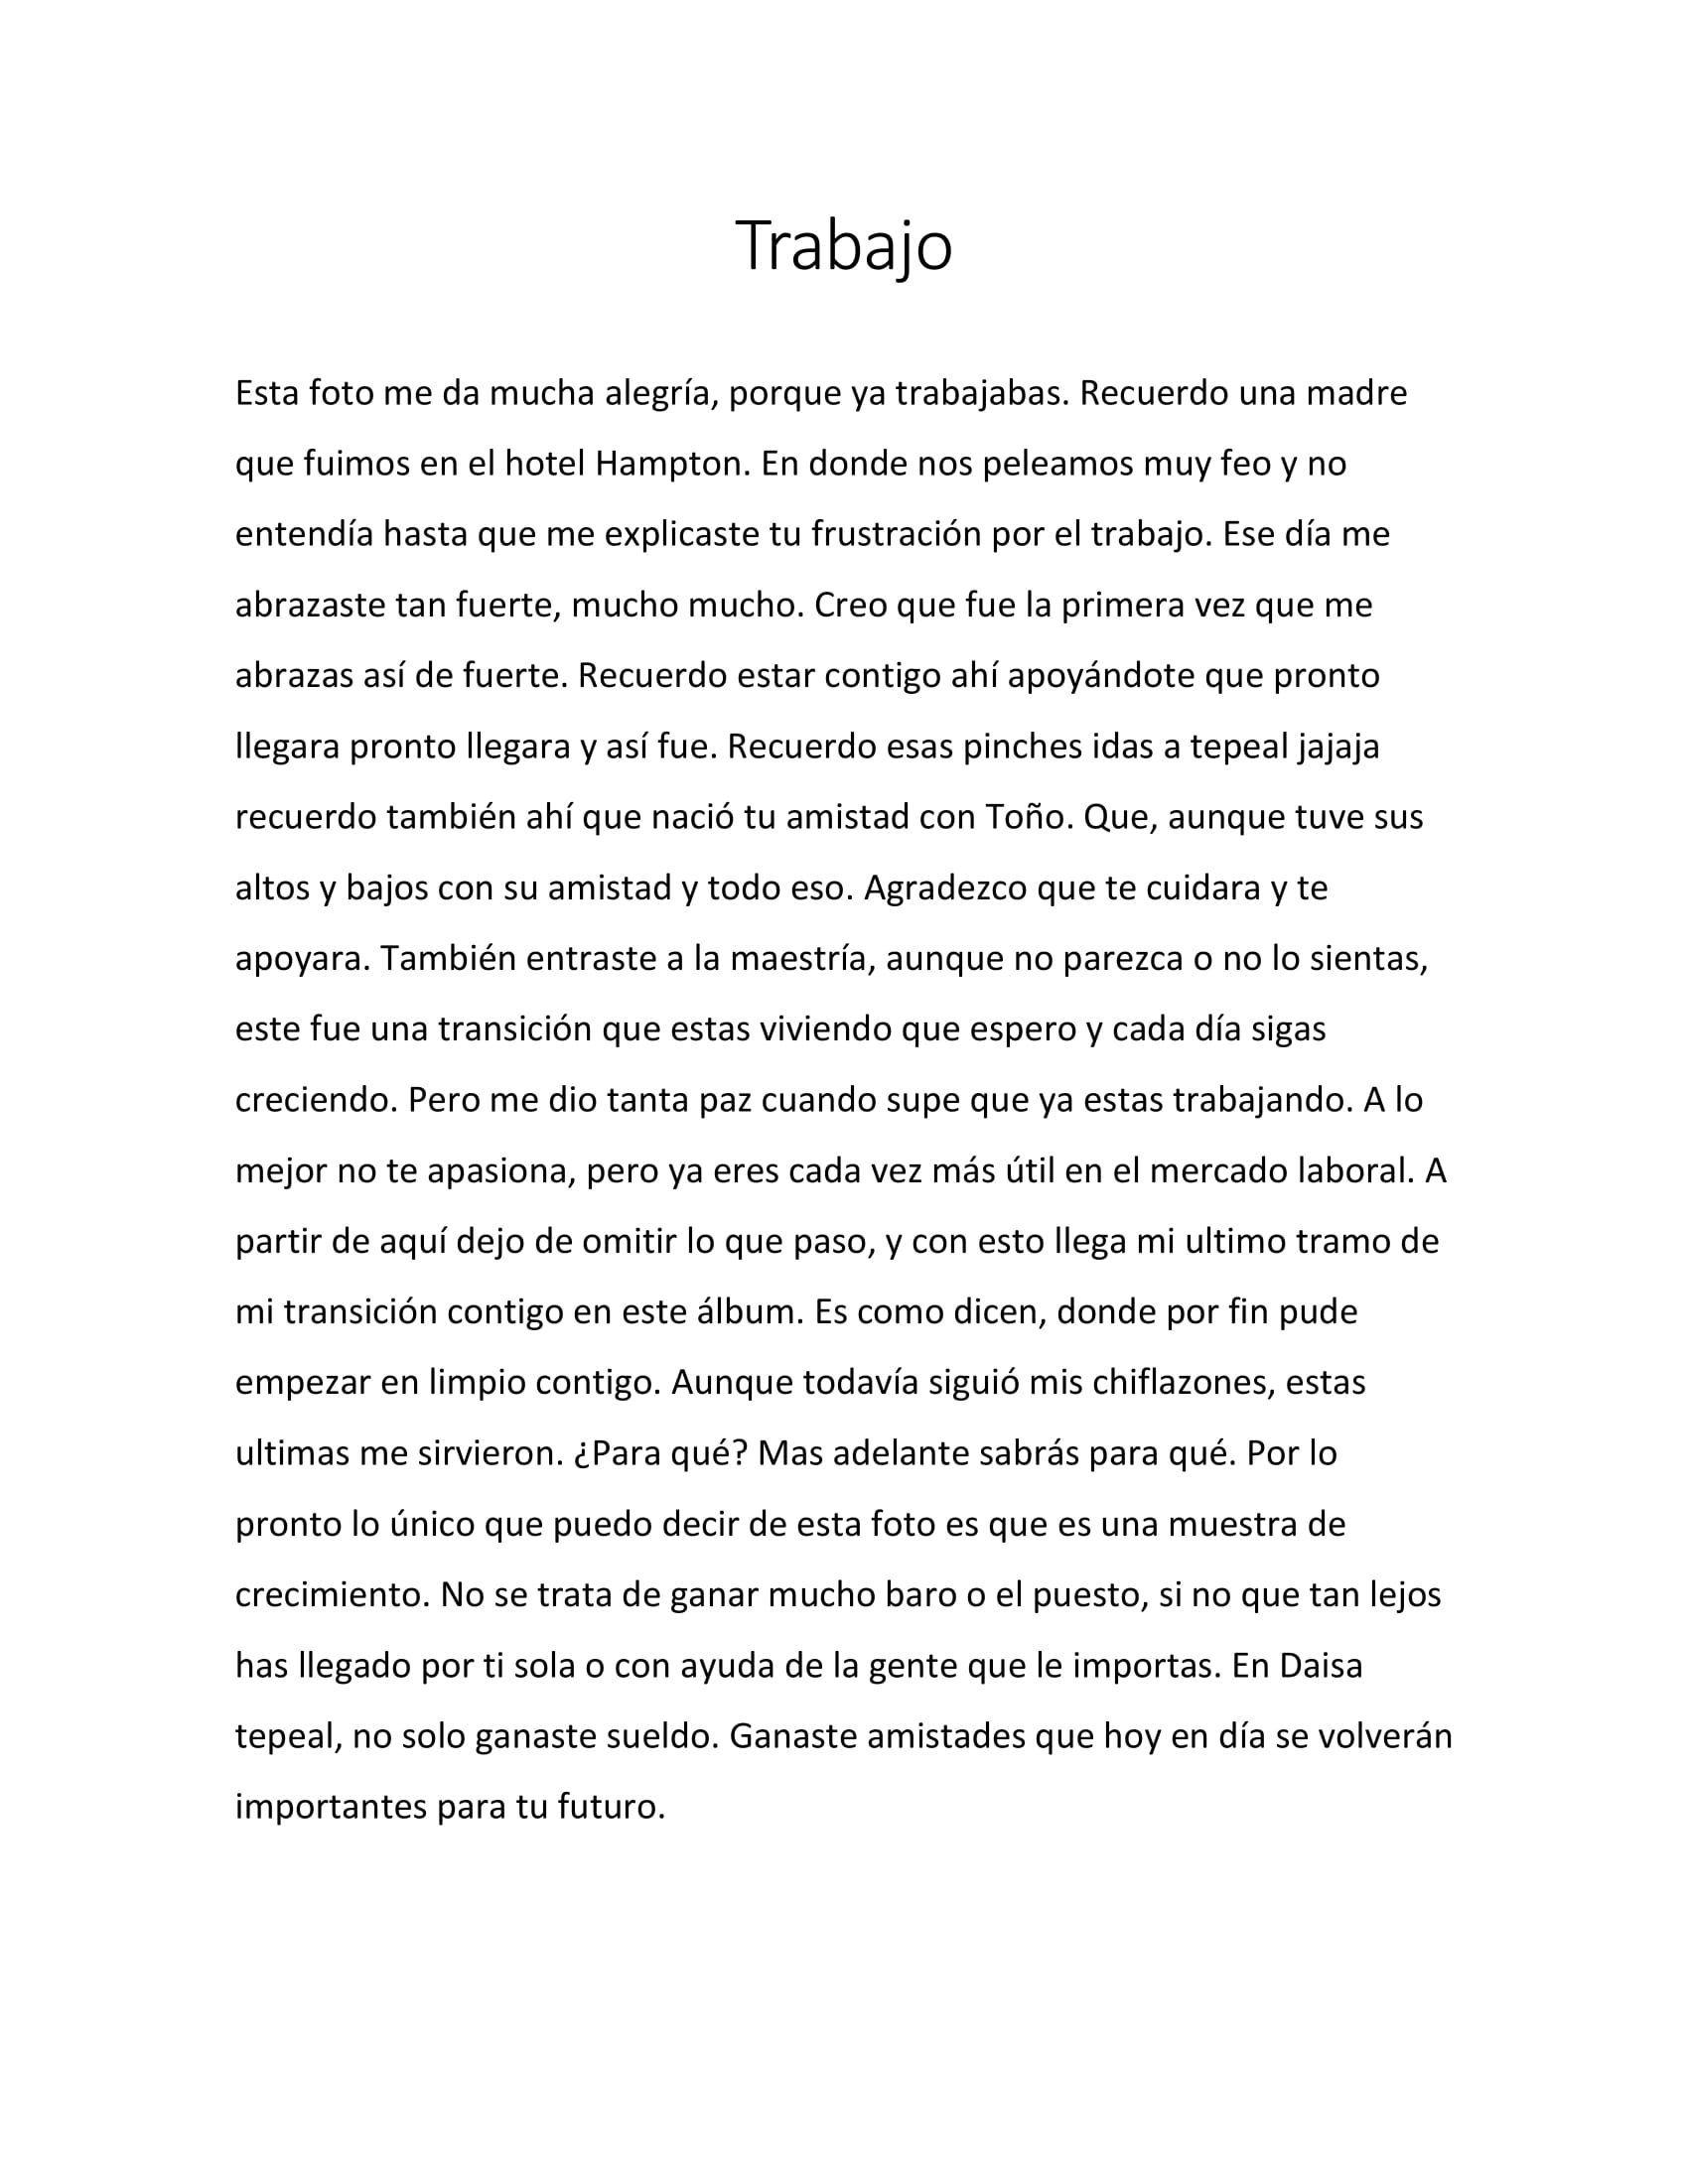 Trabajo
Esta foto me da mucha alegría, porque ya trabajabas. Recuerdo una madre
que fuimos en el hotel Hampton. En donde nos peleamos muy feo y no
entendía hasta que me explicaste tu frustración por el trabajo. Ese día me
abrazaste tan fuerte, mucho mucho. Creo que fue la primera vez que me
abrazas así de fuerte. Recuerdo estar contigo ahí apoyándote que pronto
llegara pronto llegara y así fue. Recuerdo esas pinches idas a tepeal jajaja
recuerdo también ahí que nació tu amistad con Toño. Que, aunque tuve sus
altos y bajos con su amistad y todo eso. Agradezco que te cuidara y te
apoyara. También entraste a la maestría, aunque no parezca o no lo sientas,
este fue una transición que estas viviendo que espero y cada día sigas
creciendo. Pero me dio tanta paz cuando supe que ya estas trabajando. A lo
mejor no te apasiona, pero ya eres cada vez más útil en el mercado laboral. A
partir de aquí dejo de omitir lo que paso, y con esto llega mi ultimo tramo de
mi transición contigo en este álbum. Es como dicen, donde por fin pude
empezar en limpio contigo. Aunque todavía siguió mis chiflazones, estas
ultimas me sirvieron. ¿Para qué? Mas adelante sabrás para qué. Por lo
pronto lo único que puedo decir de esta foto es que es una muestra de
crecimiento. No se trata de ganar mucho baro o el puesto, si no que tan lejos
has llegado por ti sola o con ayuda de la gente que le importas. En Daisa
tepeal, no solo ganaste sueldo. Ganaste amistades que hoy en día se volverán
importantes para tu futuro.